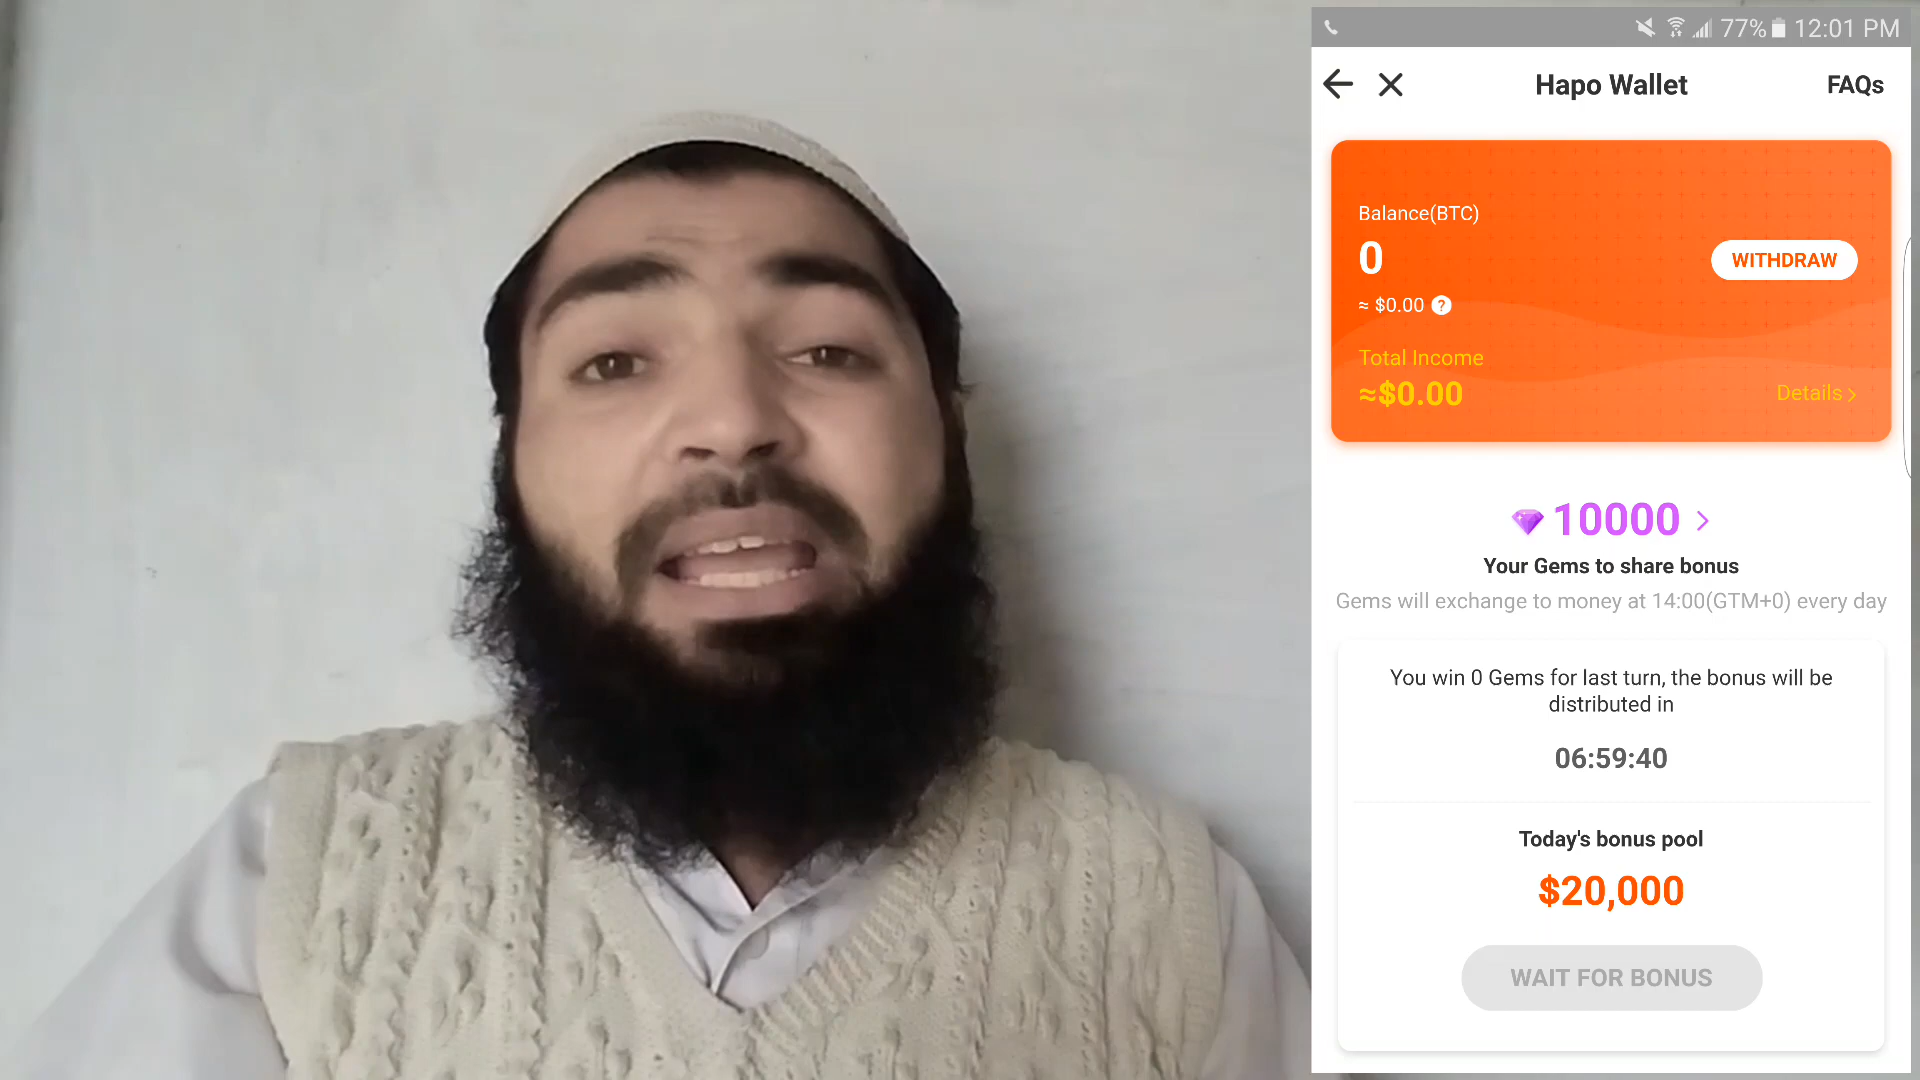 77% 12:01 PM
Hapo Wallet
FAQs
Balance(BTC)
0
WITHDRAW
≈ $0.00 ?
Total Income
≈$0.00
Details >
10000 >
Your Gems to share bonus
Gems will exchange to money at 14:00(GTM+0) every day
You win 0 Gems for last turn, the bonus will be
distributed in
06:59:40
Today's bonus pool
$20,000
WAIT FOR BONUS